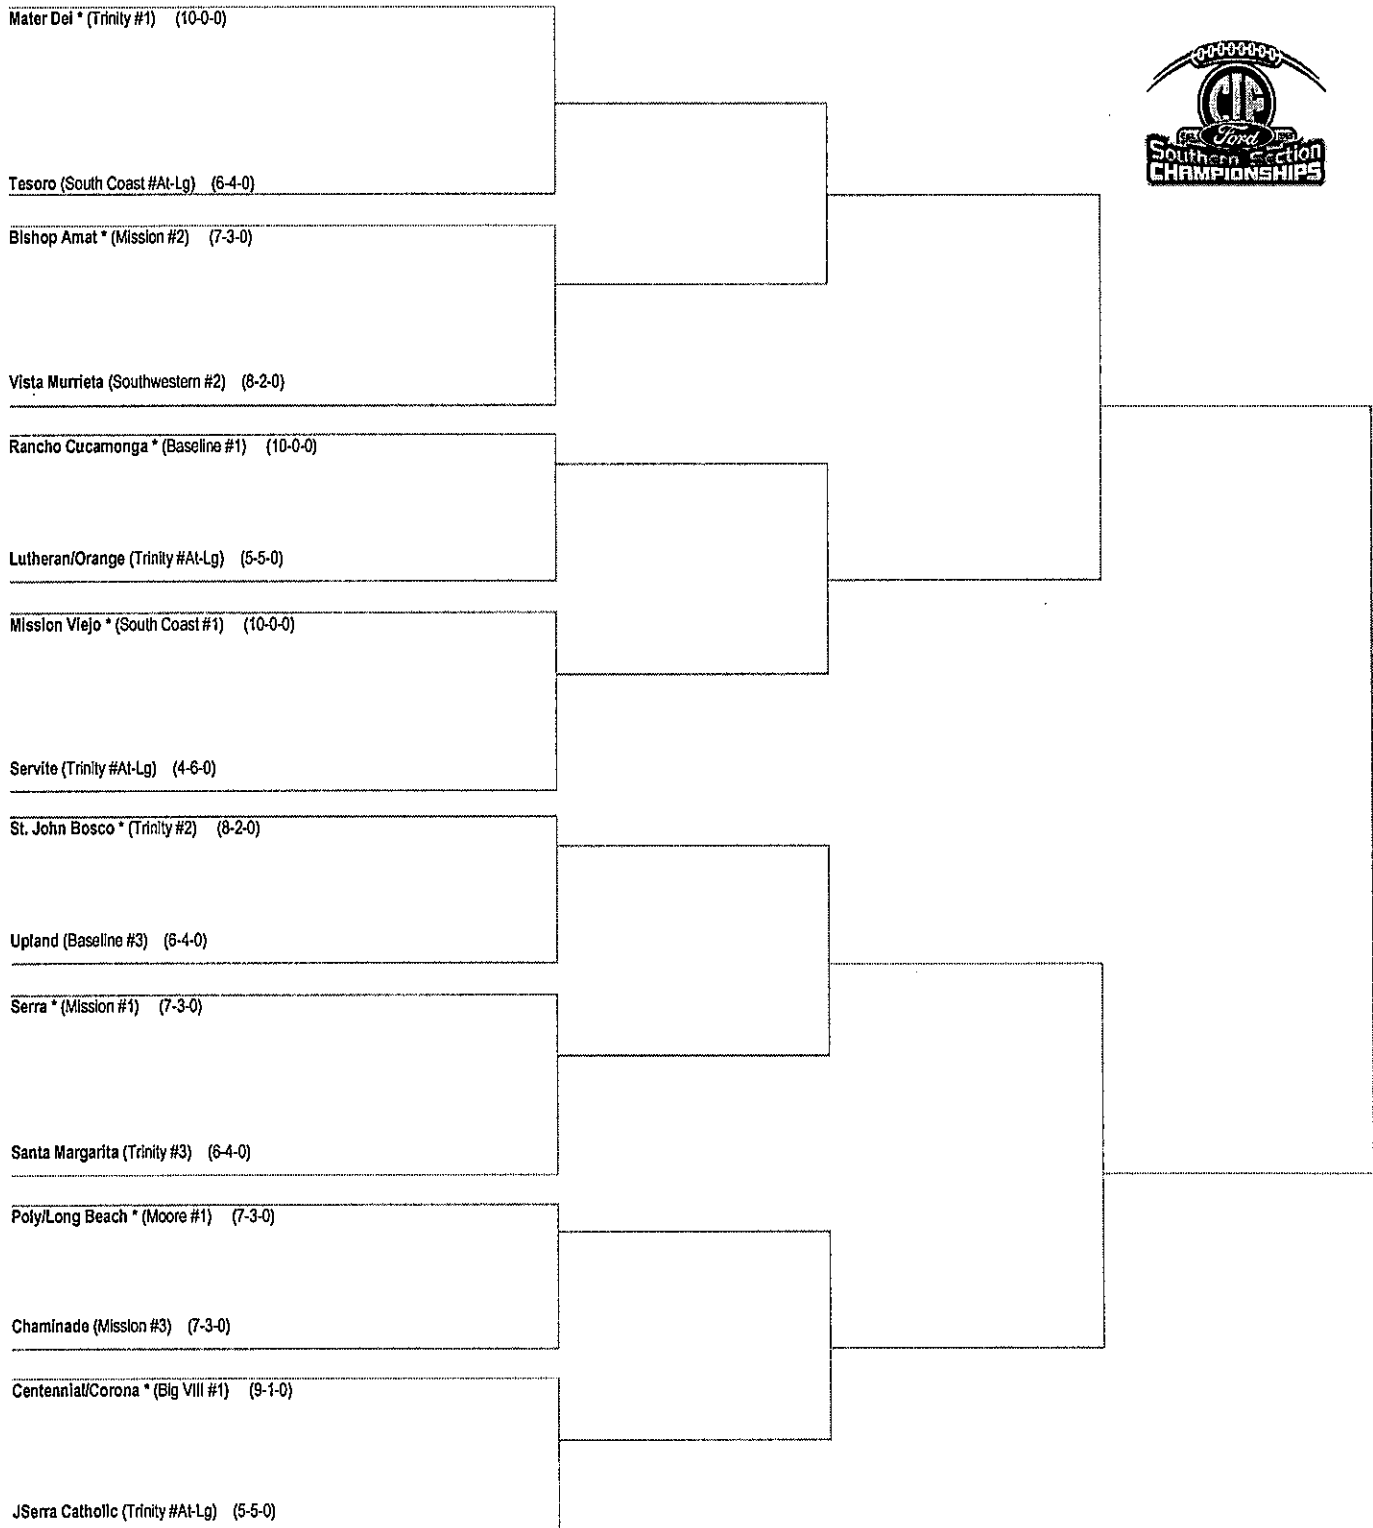 Mater Dei * (Trinity #1) (10-0-0)
CIF
Ford
Southern Section
CHAMPIONSHIPS
Tesoro (South Coast #At-Lg) (6-4-0)
Bishop Amat * (Mission #2) (7-3-0)
Vista Murrieta (Southwestern #2) (8-2-0)
Rancho Cucamonga * (Baseline #1) (10-0-0)
Lutheran/Orange (Trinity #At-Lg) (5-5-0)
Mission Viejo * (South Coast #1) (10-0-0)
Servite (Trinity #At-Lg) (4-6-0)
St. John Bosco * (Trinity #2) (8-2-0)
Upland (Baseline #3) (6-4-0)
Serra * (Mission #1) (7-3-0)
Santa Margarita (Trinity #3) (6-4-0)
Poly/Long Beach * (Moore #1) (7-3-0)
Chaminade (Mission #3) (7-3-0)
Centennial/Corona * (Big VIII #1) (9-1-0)
JSerra Catholic (Trinity #At-Lg) (5-5-0)